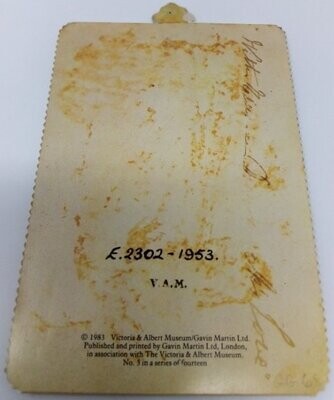 E.2302-1953.
V.A.M.
© 1983 Victoria & Albert Museum/Gavin Martin Ltd.
Published and printed by Gavin Martin Ltd, London,
in association with The Victoria & Albert Museum.
No. 5 in a series of fourteen